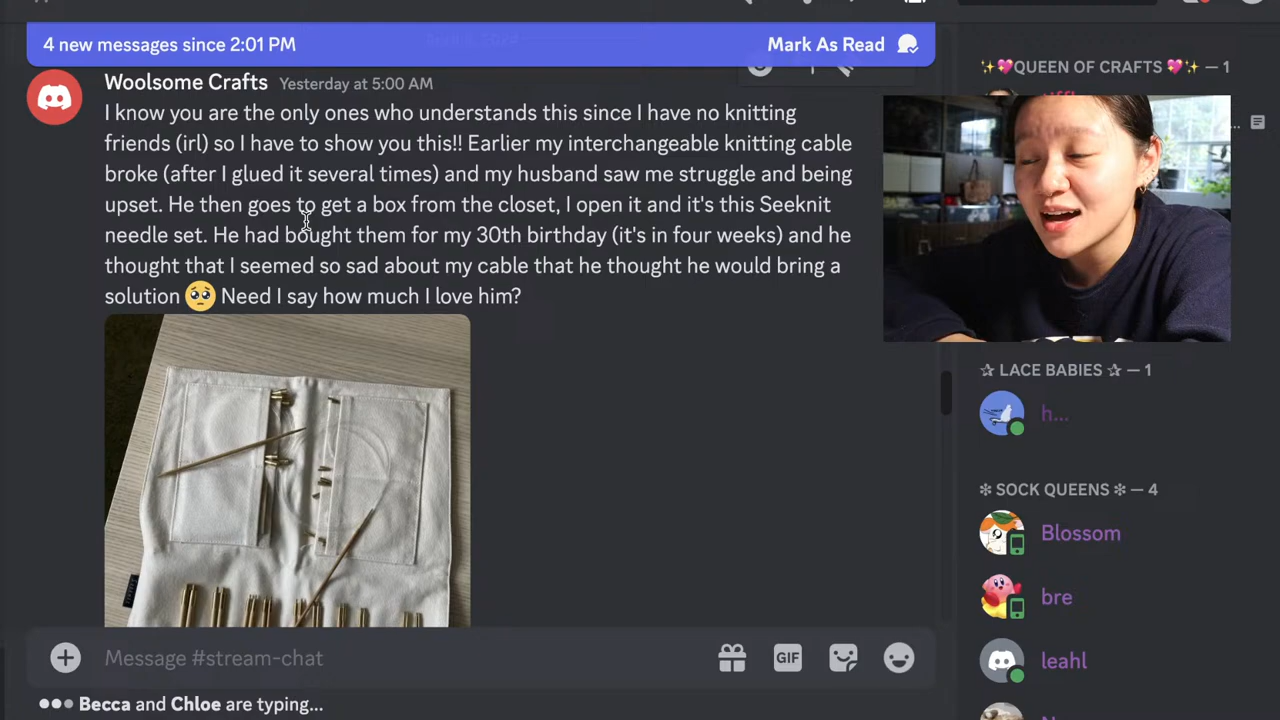 4 new messages since 2:01 PM
Mark As Read
Woolsome Crafts Yesterday at 5:00 AM
I know you are the only ones who understands this since I have no knitting
friends (irl) so I have to show you this!! Earlier my interchangeable knitting cable
broke (after I glued it several times) and my husband saw me struggle and being
upset. He then goes to get a box from the closet, I open it and it's this Seeknit
needle set. He had bought them for my 30th birthday (it's in four weeks) and he
thought that I seemed so sad about my cable that he thought he would bring a
solution 🥺 Need I say how much I love him?
Message #stream-chat
GIF
Becca and Chloe are typing...
✨💖QUEEN OF CRAFTS 💖✨ — 1
✰ LACE BABIES ✰ — 1
h...
❇ SOCK QUEENS ❇ — 4
Blossom
bre
leahl